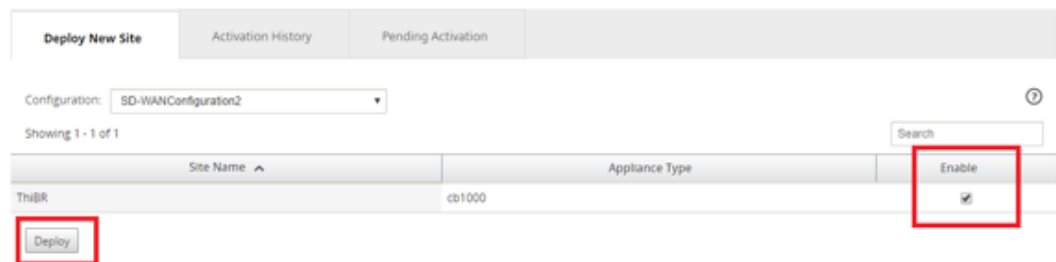 Deploy New Site Activation History Pending Activation
Configuration: SD-WANConfiguration2
Showing 1 - 1 of 1 Search
Site Name Appliance Type Enable
ThiBR cb1000
Deploy